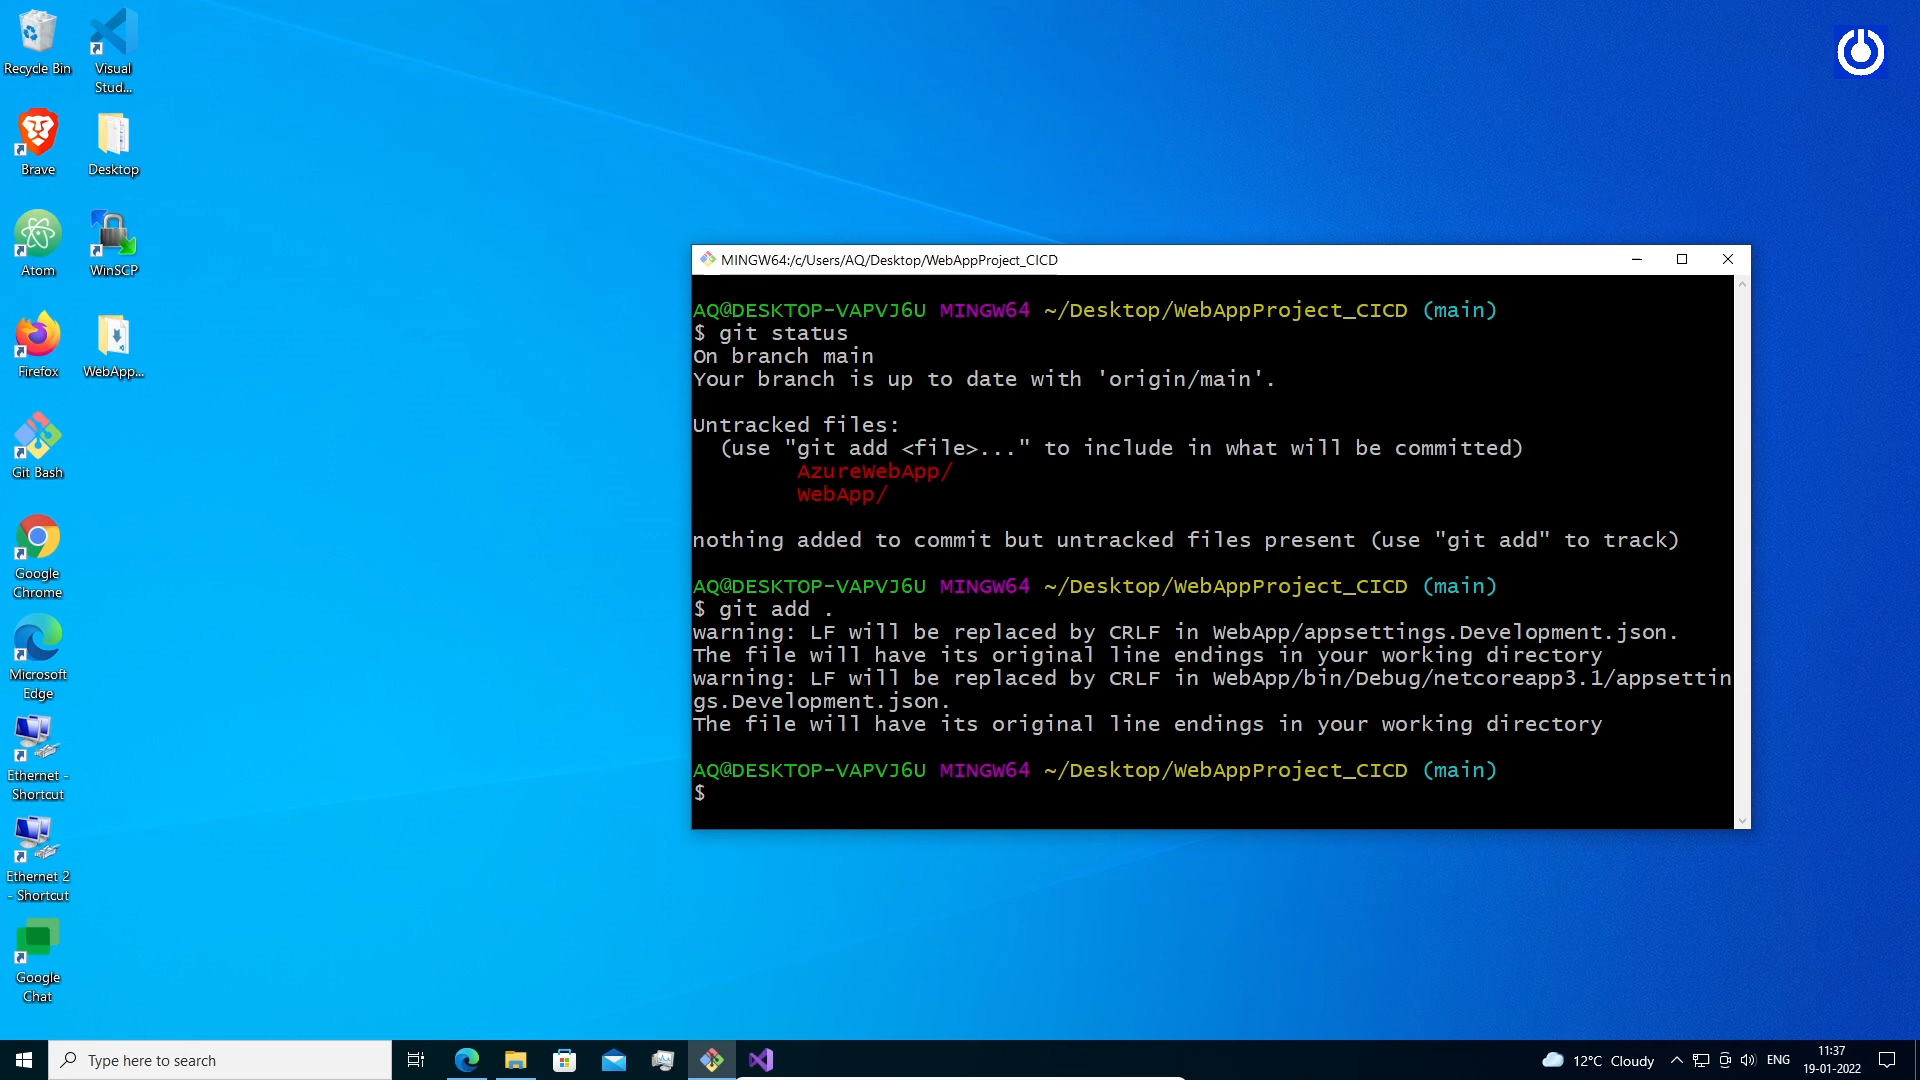 Recycle Bin
Visual
Stud...
Brave
Desktop
Atom
WinSCP
Firefox
WebApp...
Git Bash
Google
Chrome
Microsoft
Edge
Ethernet -
Shortcut
Ethernet 2
- Shortcut
Google
Chat
MINGW64:/c/Users/AQ/Desktop/WebAppProject_CICD
AQ@DESKTOP-VAPVJ6U MINGW64 ~/Desktop/WebAppProject_CICD (main)
$ git status
On branch main
Your branch is up to date with 'origin/main'.
Untracked files:
(use "git add <file>..." to include in what will be committed)
AzureWebApp/
WebApp/
nothing added to commit but untracked files present (use "git add" to track)
AQ@DESKTOP-VAPVJ6U MINGW64 ~/Desktop/WebAppProject_CICD (main)
$ git add .
warning: LF will be replaced by CRLF in WebApp/appsettings.Development.json.
The file will have its original line endings in your working directory
warning: LF will be replaced by CRLF in WebApp/bin/Debug/netcoreapp3.1/appsettin
gs.Development.json.
The file will have its original line endings in your working directory
AQ@DESKTOP-VAPVJ6U MINGW64 ~/Desktop/WebAppProject_CICD (main)
$
Type here to search
12°C Cloudy
ENG
11:37
19-01-2022